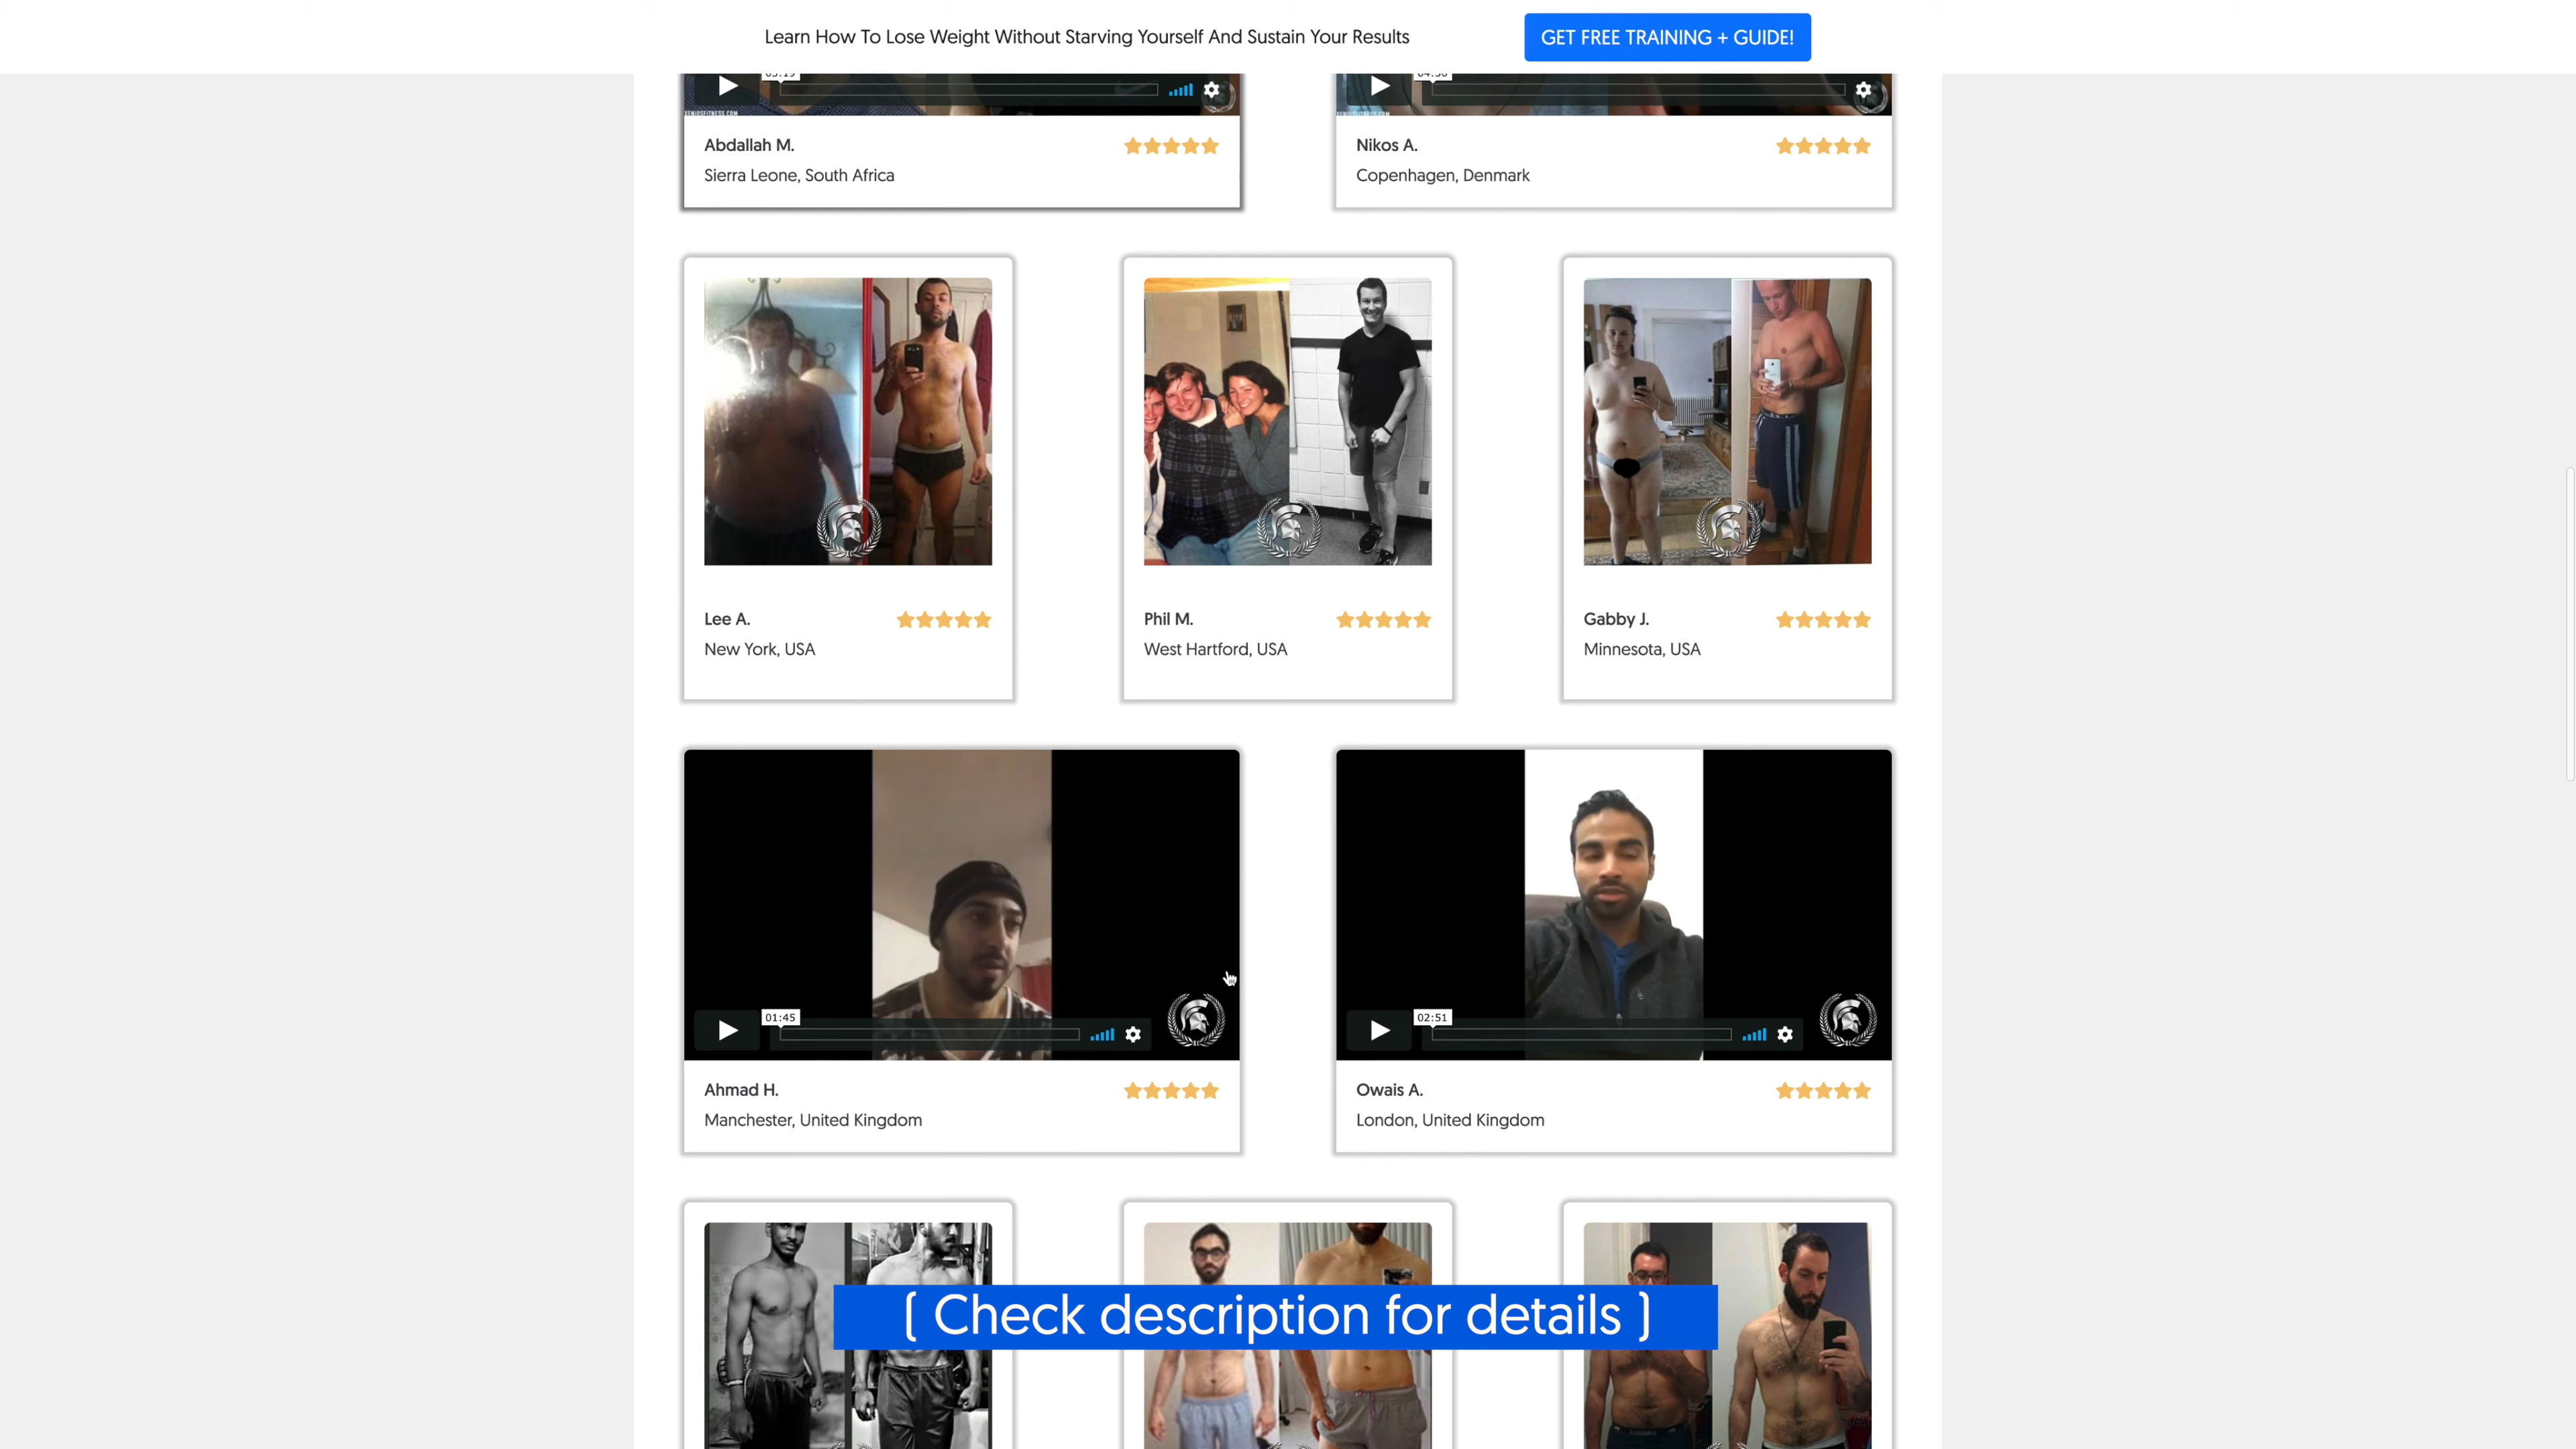 Learn How To Lose Weight Without Starving Yourself And Sustain Your Results
GET FREE TRAINING + GUIDE!
Abdallah M.
Sierra Leone, South Africa
Nikos A.
Copenhagen, Denmark
Lee A.
New York, USA
Phil M.
West Hartford, USA
Gabby J.
Minnesota, USA
01:45
02:51
Ahmad H.
Manchester, United Kingdom
Owais A.
London, United Kingdom
( Check description for details )